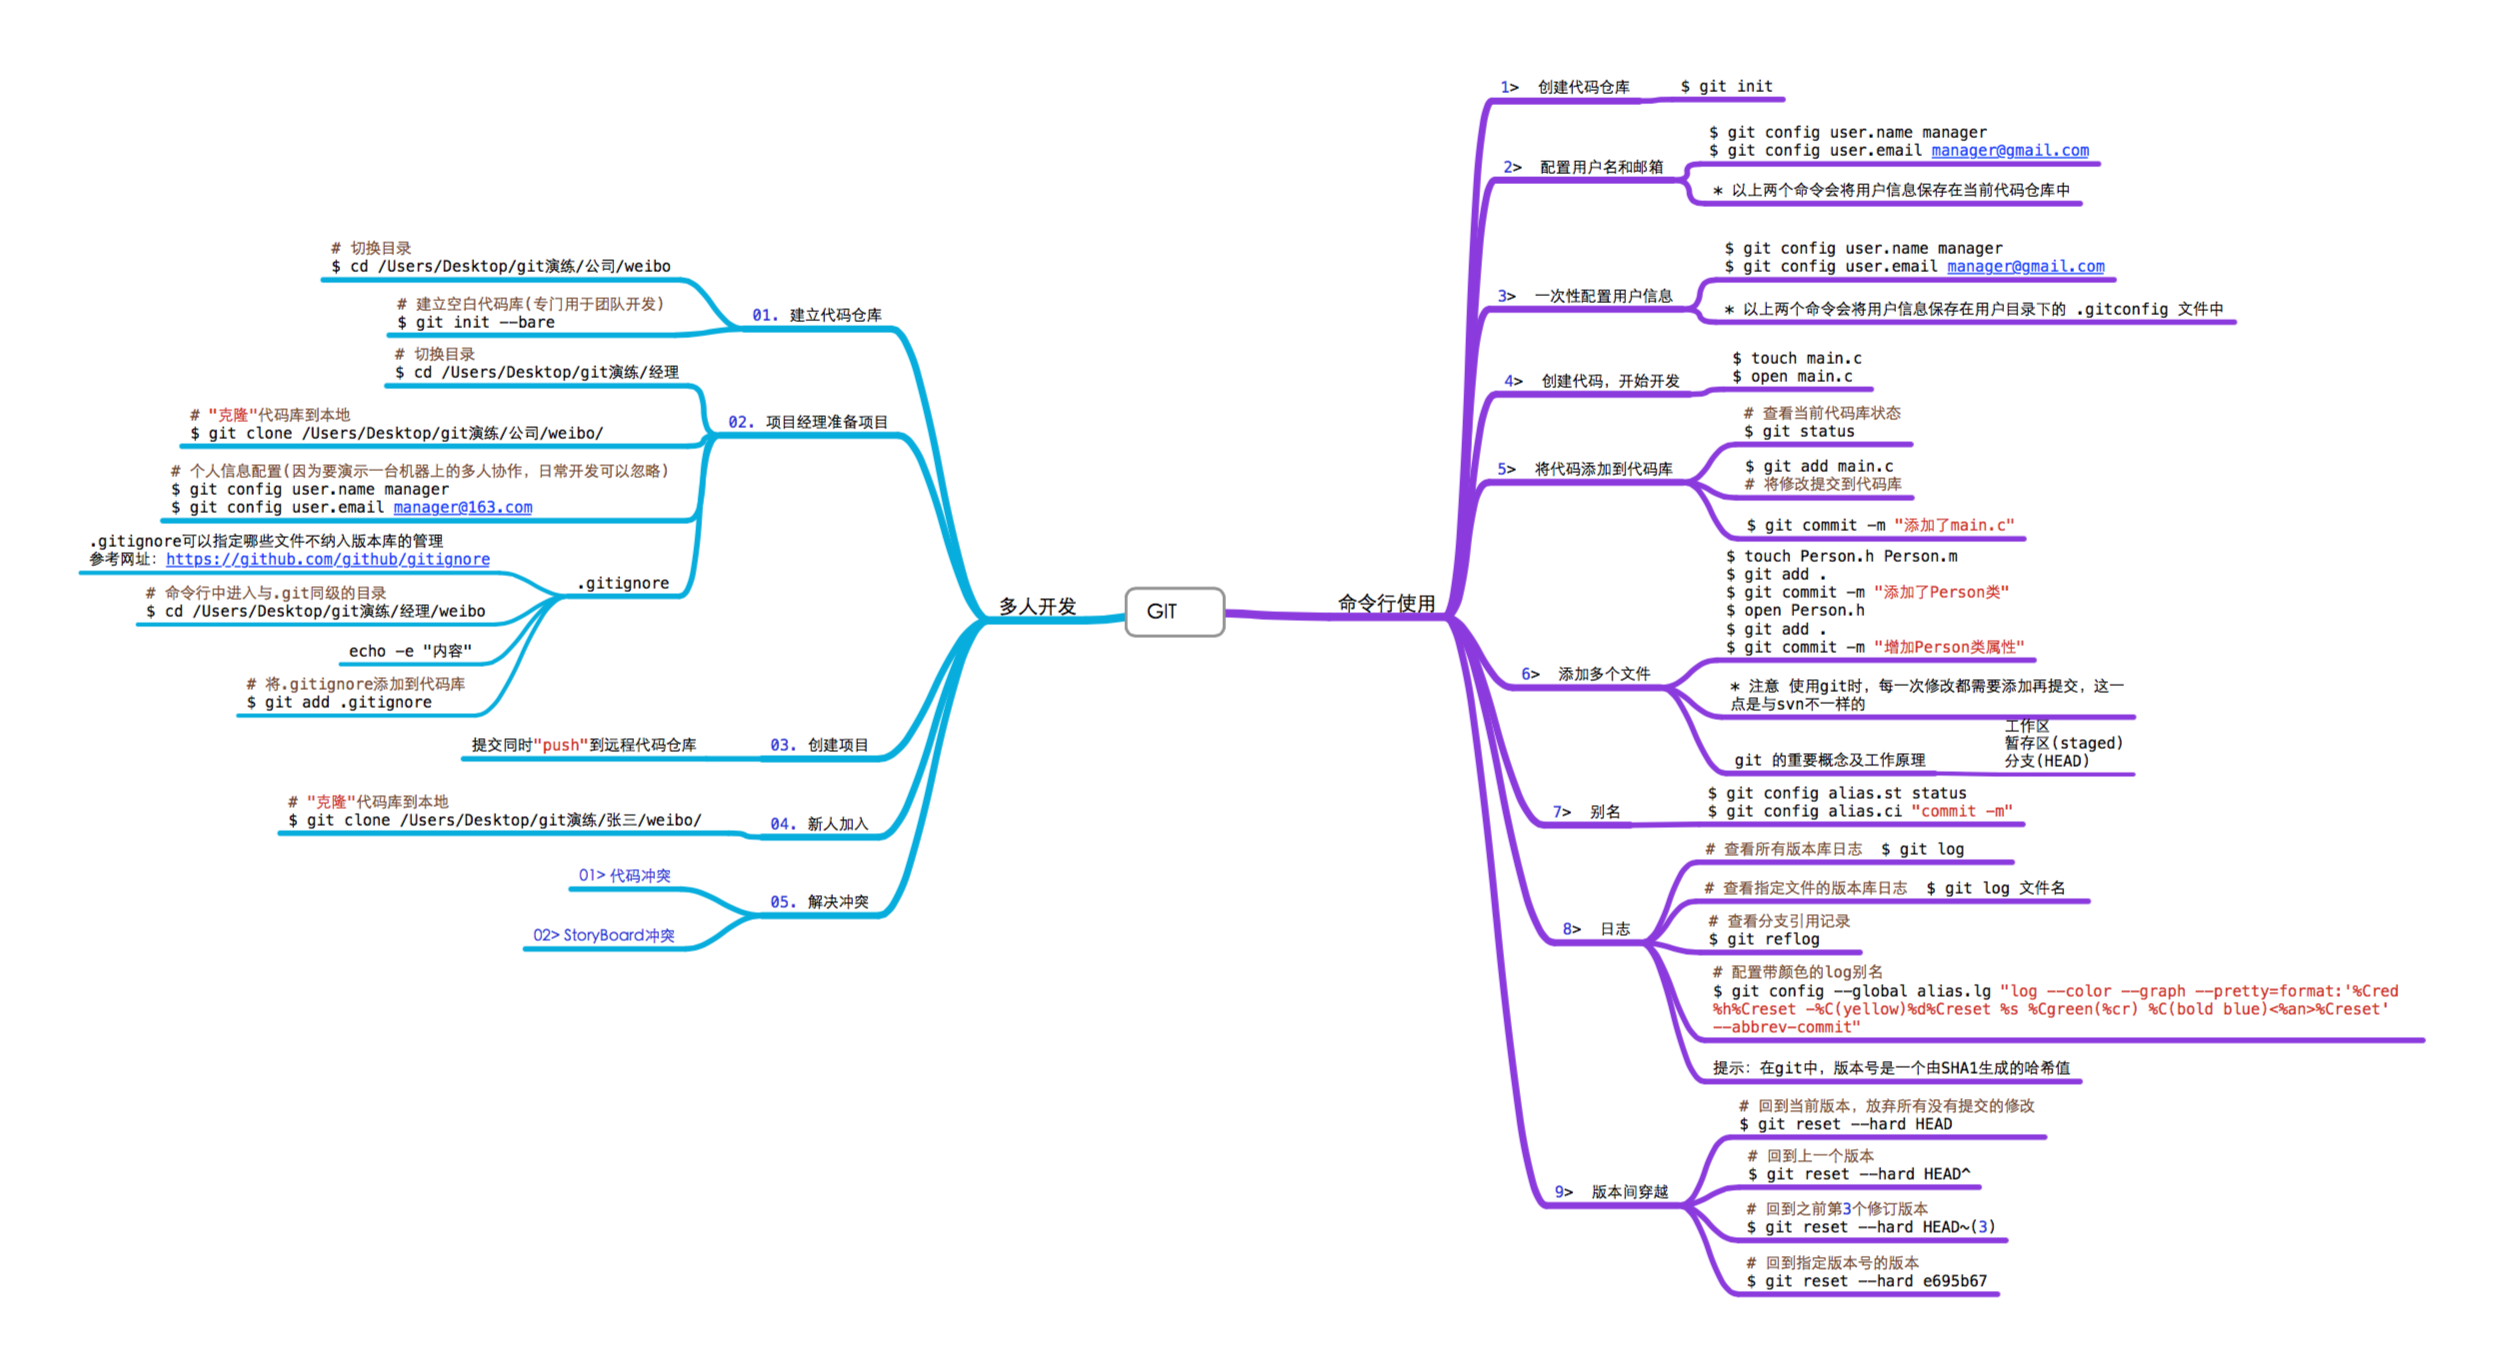 GIT
命令行使用
1> 创建代码仓库
$ git init
2> 配置用户名和邮箱
$ git config user.name manager
$ git config user.email manager@gmail.com
* 以上两个命令会将用户信息保存在当前代码仓库中
3> 一次性配置用户信息
$ git config user.name manager
$ git config user.email manager@gmail.com
* 以上两个命令会将用户信息保存在用户目录下的 .gitconfig 文件中
4> 创建代码，开始开发
$ touch main.c
$ open main.c
5> 将代码添加到代码库
# 查看当前代码库状态
$ git status
$ git add main.c
# 将修改提交到代码库
$ git commit -m "添加了main.c"
6> 添加多个文件
$ touch Person.h Person.m
$ git add .
$ git commit -m "添加了Person类"
$ open Person.h
$ git add .
$ git commit -m "增加Person类属性"
* 注意 使用git时，每一次修改都需要添加再提交，这一
点是与svn不一样的
git 的重要概念及工作原理
工作区
暂存区(staged)
分支(HEAD)
7> 别名
$ git config alias.st status
$ git config alias.ci "commit -m"
8> 日志
# 查看所有版本库日志 $ git log
# 查看指定文件的版本库日志 $ git log 文件名
# 查看分支引用记录
$ git reflog
# 配置带颜色的log别名
$ git config --global alias.lg "log --color --graph --pretty=format:'%Cred
%h%Creset -%C(yellow)%d%Creset %s %Cgreen(%cr) %C(bold blue)<%an>%Creset'
--abbrev-commit"
提示：在git中，版本号是一个由SHA1生成的哈希值
9> 版本间穿越
# 回到当前版本，放弃所有没有提交的修改
$ git reset --hard HEAD
# 回到上一个版本
$ git reset --hard HEAD^
# 回到之前第3个修订版本
$ git reset --hard HEAD~(3)
# 回到指定版本号的版本
$ git reset --hard e695b67
多人开发
01. 建立代码仓库
# 切换目录
$ cd /Users/Desktop/git演练/公司/weibo
# 建立空白代码库(专门用于团队开发)
$ git init --bare
02. 项目经理准备项目
# 切换目录
$ cd /Users/Desktop/git演练/经理
# "克隆"代码库到本地
$ git clone /Users/Desktop/git演练/公司/weibo/
# 个人信息配置(因为要演示一台机器上的多人协作，日常开发可以忽略)
$ git config user.name manager
$ git config user.email manager@163.com
.gitignore
.gitignore可以指定哪些文件不纳入版本库的管理
参考网址：https://github.com/github/gitignore
# 命令行中进入与.git同级的目录
$ cd /Users/Desktop/git演练/经理/weibo
echo -e "内容"
# 将.gitignore添加到代码库
$ git add .gitignore
03. 创建项目
提交同时"push"到远程代码仓库
04. 新人加入
# "克隆"代码库到本地
$ git clone /Users/Desktop/git演练/张三/weibo/
05. 解决冲突
01> 代码冲突
02> StoryBoard冲突